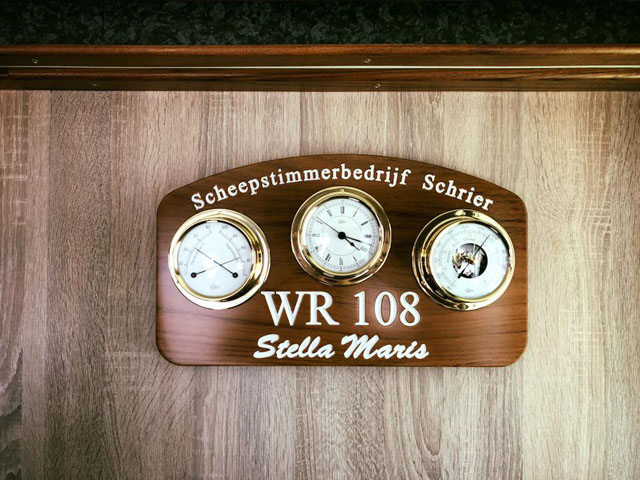 Scheepstimmerbedrijf Schrier
WR 108
Stella Maris